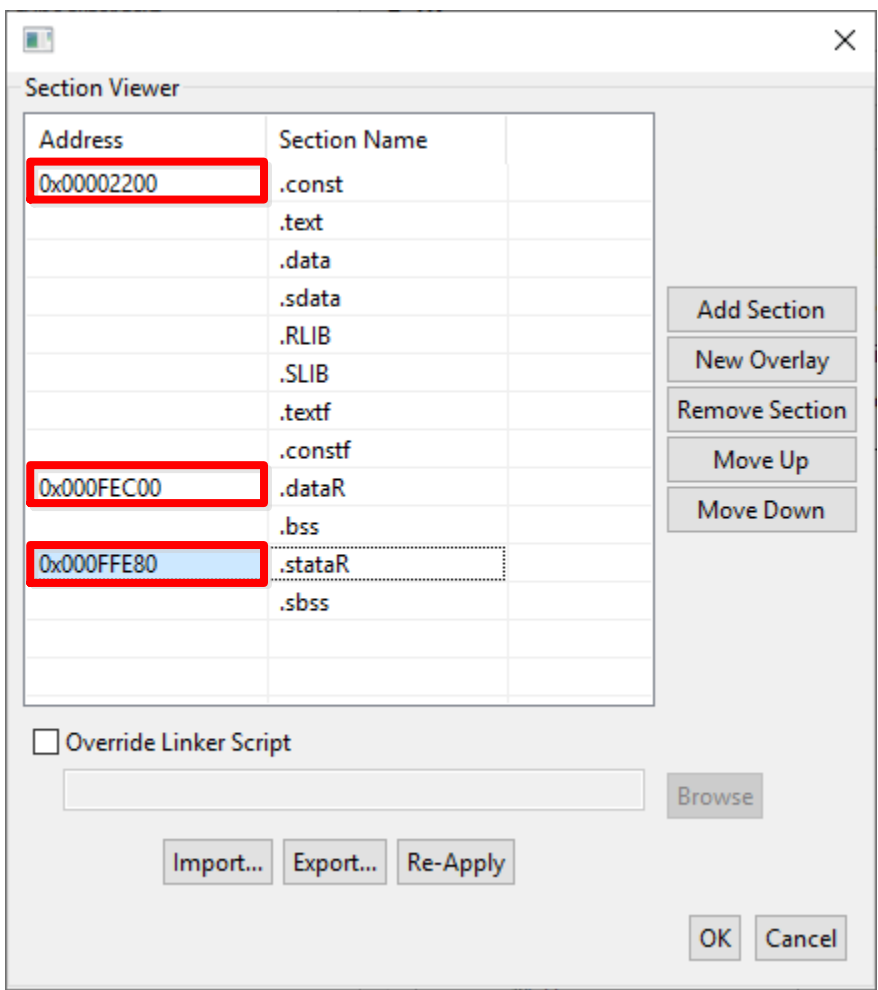 Section Viewer
Address Section Name
0x00002200 .const
.text
.data
.sdata
.RLIB
.SLIB
.textf
.constf
0x000FEC00 .dataR
.bss
0x000FFE80 .stataR
.sbss
Add Section
New Overlay
Remove Section
Move Up
Move Down
Override Linker Script
Browse
Import... Export... Re-Apply
OK Cancel